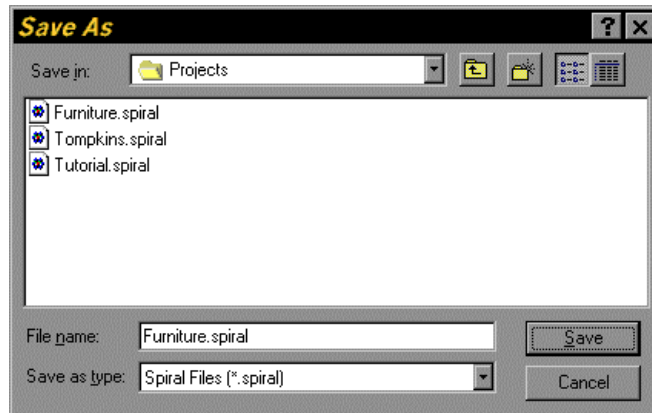 Save As
? ×
Save in: Projects
Furniture.spiral
Tompkins.spiral
Tutorial.spiral
File name: Furniture.spiral Save
Save as type: Spiral Files (*.spiral) Cancel